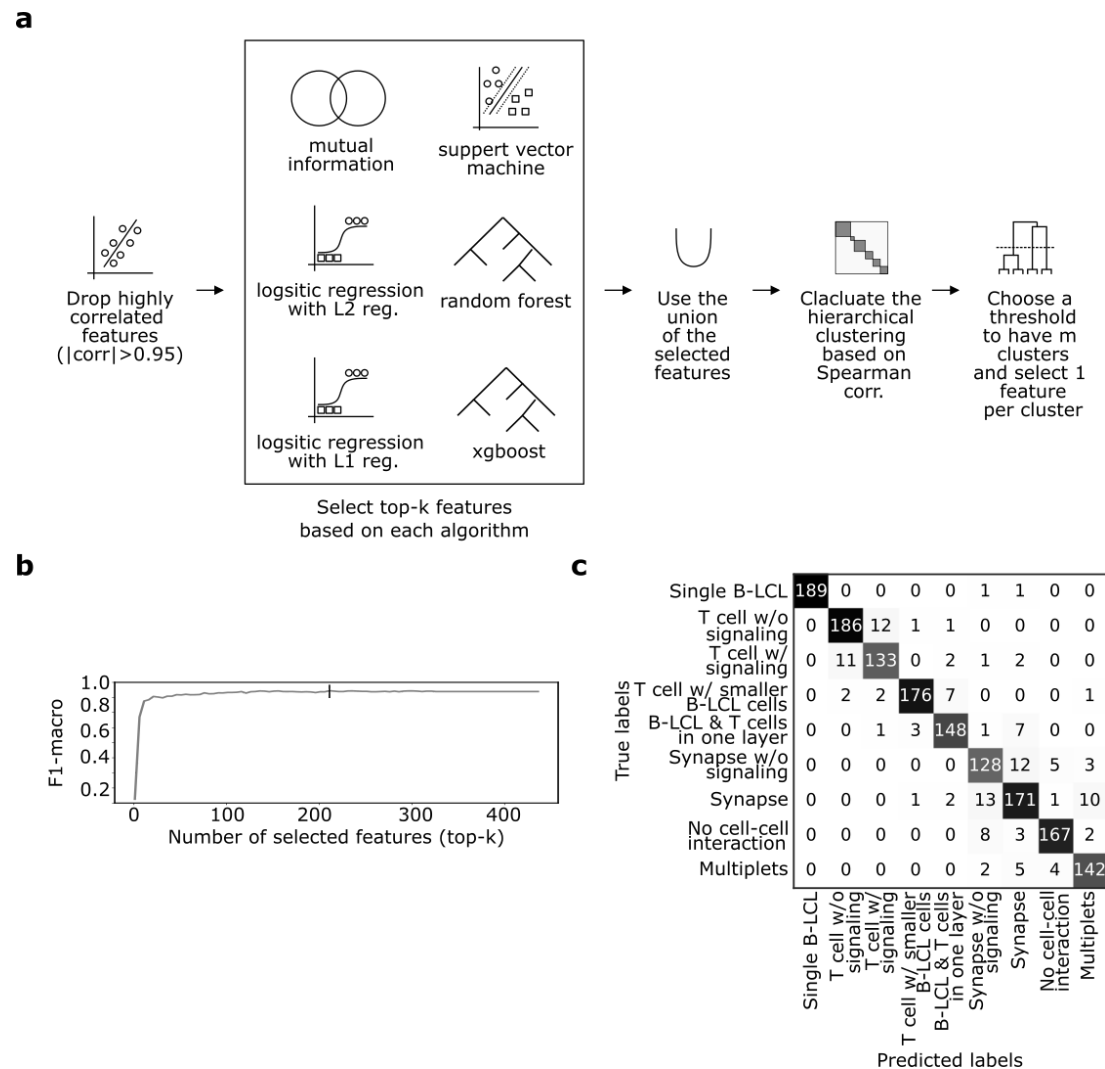 a
mutual
information
suppert vector
machine
logsitic regression
with L2 reg.
random forest
logsitic regression
with L1 reg.
xgboost
Drop highly
correlated
features
(|corr|>0.95)
Select top-k features
based on each algorithm
Use the
union
of the
selected
features
Clacluate the
hierarchical
clustering
based on
Spearman
corr.
Choose a
threshold
to have m
clusters
and select 1
feature
per cluster
b
F1-macro
1.0
0.8
0.6
0.4
0.2
0 100 200 300 400
Number of selected features (top-k)
c
True labels
Single B-LCL 189 0 0 0 0 1 1 0 0
T cell w/o
signaling 0 186 12 1 1 0 0 0 0
T cell w/
signaling 0 11 133 0 2 1 2 0 0
T cell w/ smaller
B-LCL cells 0 2 2 176 7 0 0 0 1
B-LCL & T cells
in one layer 0 0 1 3 148 1 7 0 0
Synapse w/o
signaling 0 0 0 0 0 128 12 5 3
Synapse 0 0 0 1 2 13 171 1 10
No cell-cell
interaction 0 0 0 0 0 8 3 167 2
Multiplets 0 0 0 0 0 2 5 4 142
Single B-LCL
T cell w/o
signaling
T cell w/
signaling
T cell w/ smaller
B-LCL cells
B-LCL & T cells
in one layer
Synapse w/o
signaling
Synapse
No cell-cell
interaction
Multiplets
Predicted labels